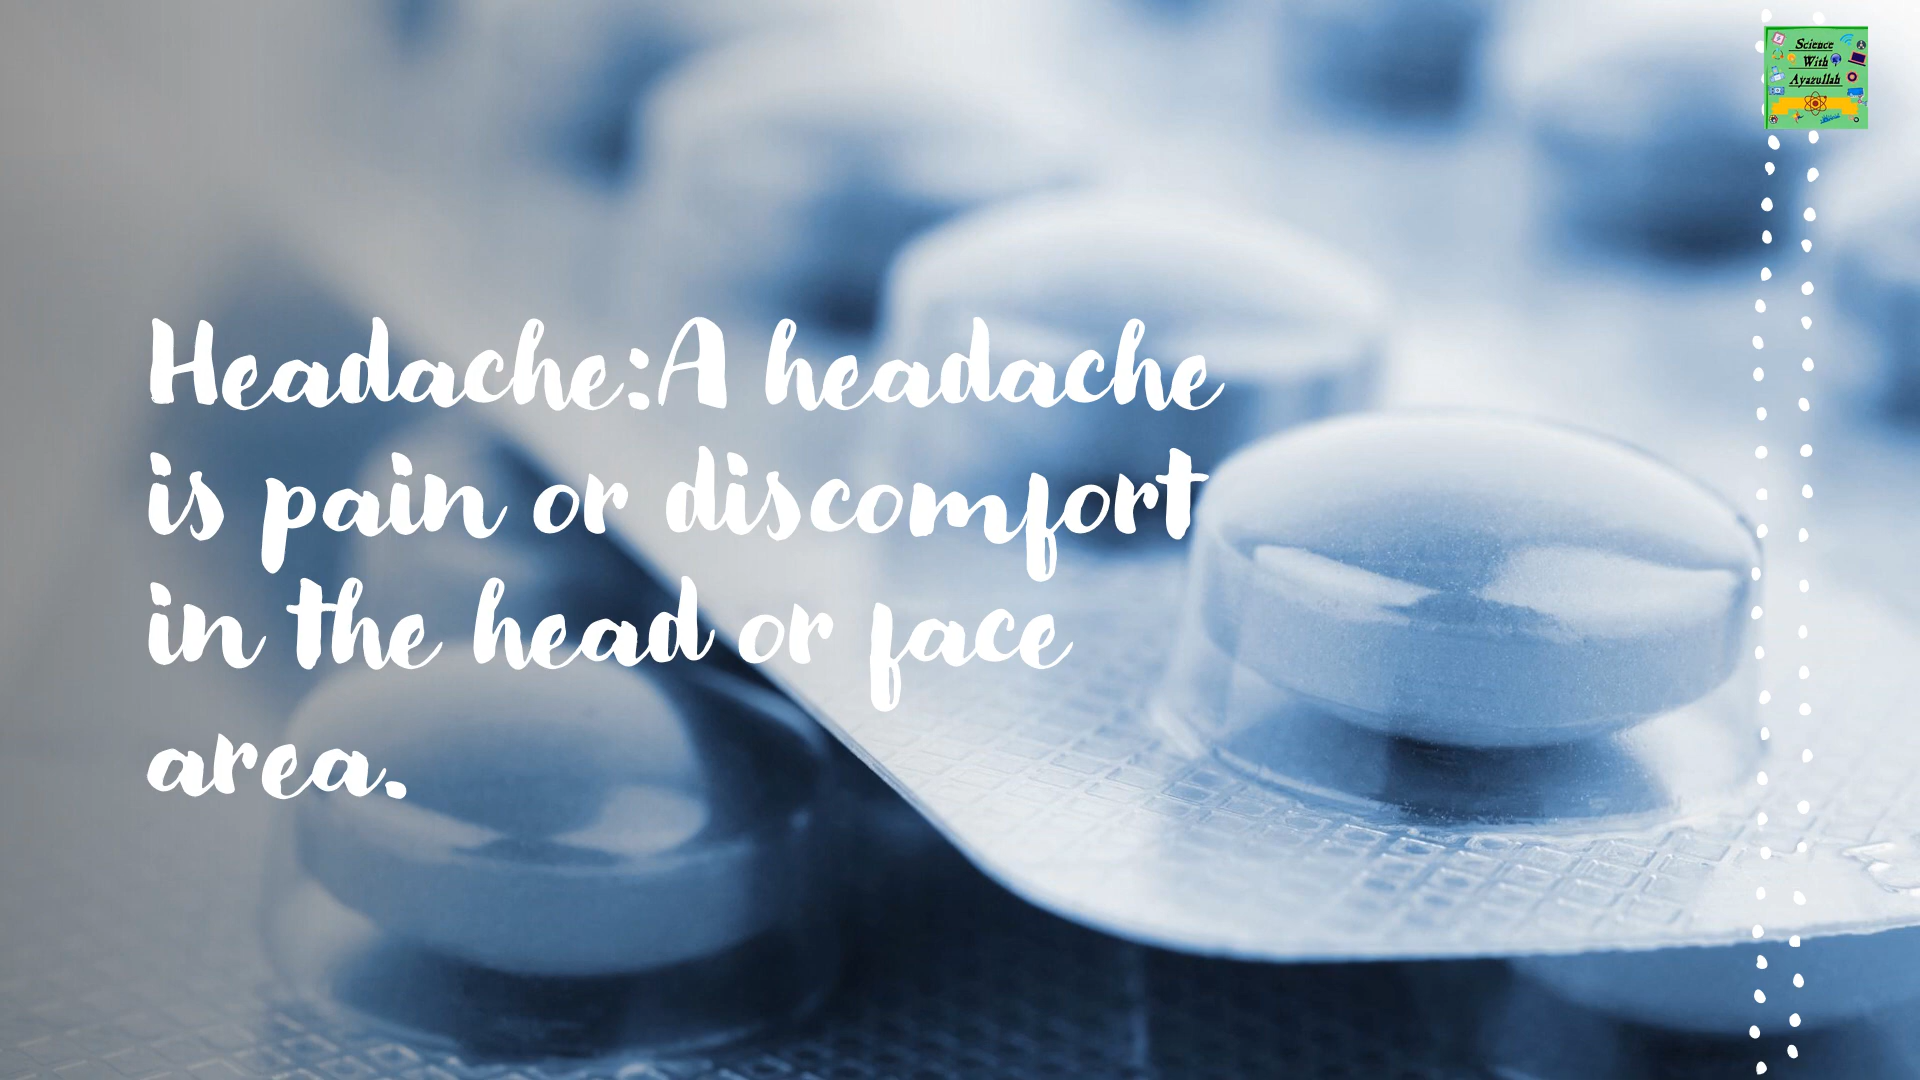 Science
With
Ayazullah
Headache:A headache
is pain or discomfort
in the head or face
area.